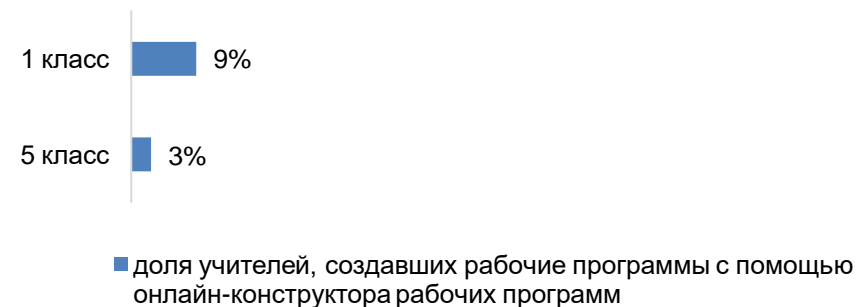 1 класс 9%
5 класс 3%
доля учителей, создавших рабочие программы с помощью
онлайн-конструктора рабочих программ